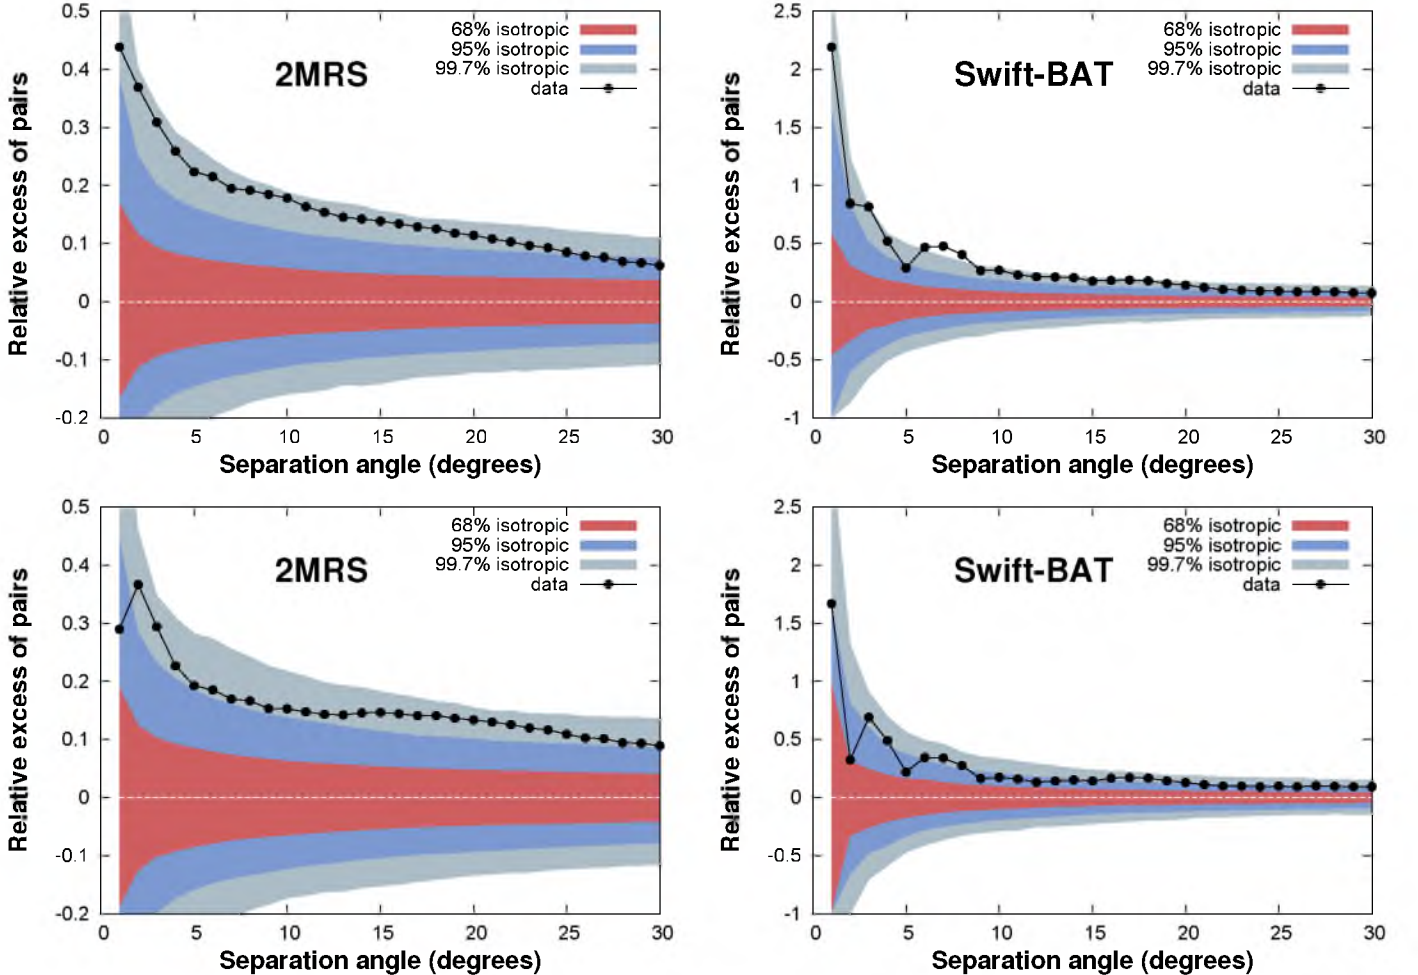 0.5
0.4
0.3
0.2
0.1
0
-0.1
-0.2
0 5 10 15 20 25 30
Relative excess of pairs
Separation angle (degrees)
2MRS
68% isotropic
95% isotropic
99.7% isotropic
data
2.5
2
1.5
1
0.5
0
-0.5
-1
0 5 10 15 20 25 30
Relative excess of pairs
Separation angle (degrees)
Swift-BAT
68% isotropic
95% isotropic
99.7% isotropic
data
0.5
0.4
0.3
0.2
0.1
0
-0.1
-0.2
0 5 10 15 20 25 30
Relative excess of pairs
Separation angle (degrees)
2MRS
68% isotropic
95% isotropic
99.7% isotropic
data
2.5
2
1.5
1
0.5
0
-0.5
-1
0 5 10 15 20 25 30
Relative excess of pairs
Separation angle (degrees)
Swift-BAT
68% isotropic
95% isotropic
99.7% isotropic
data